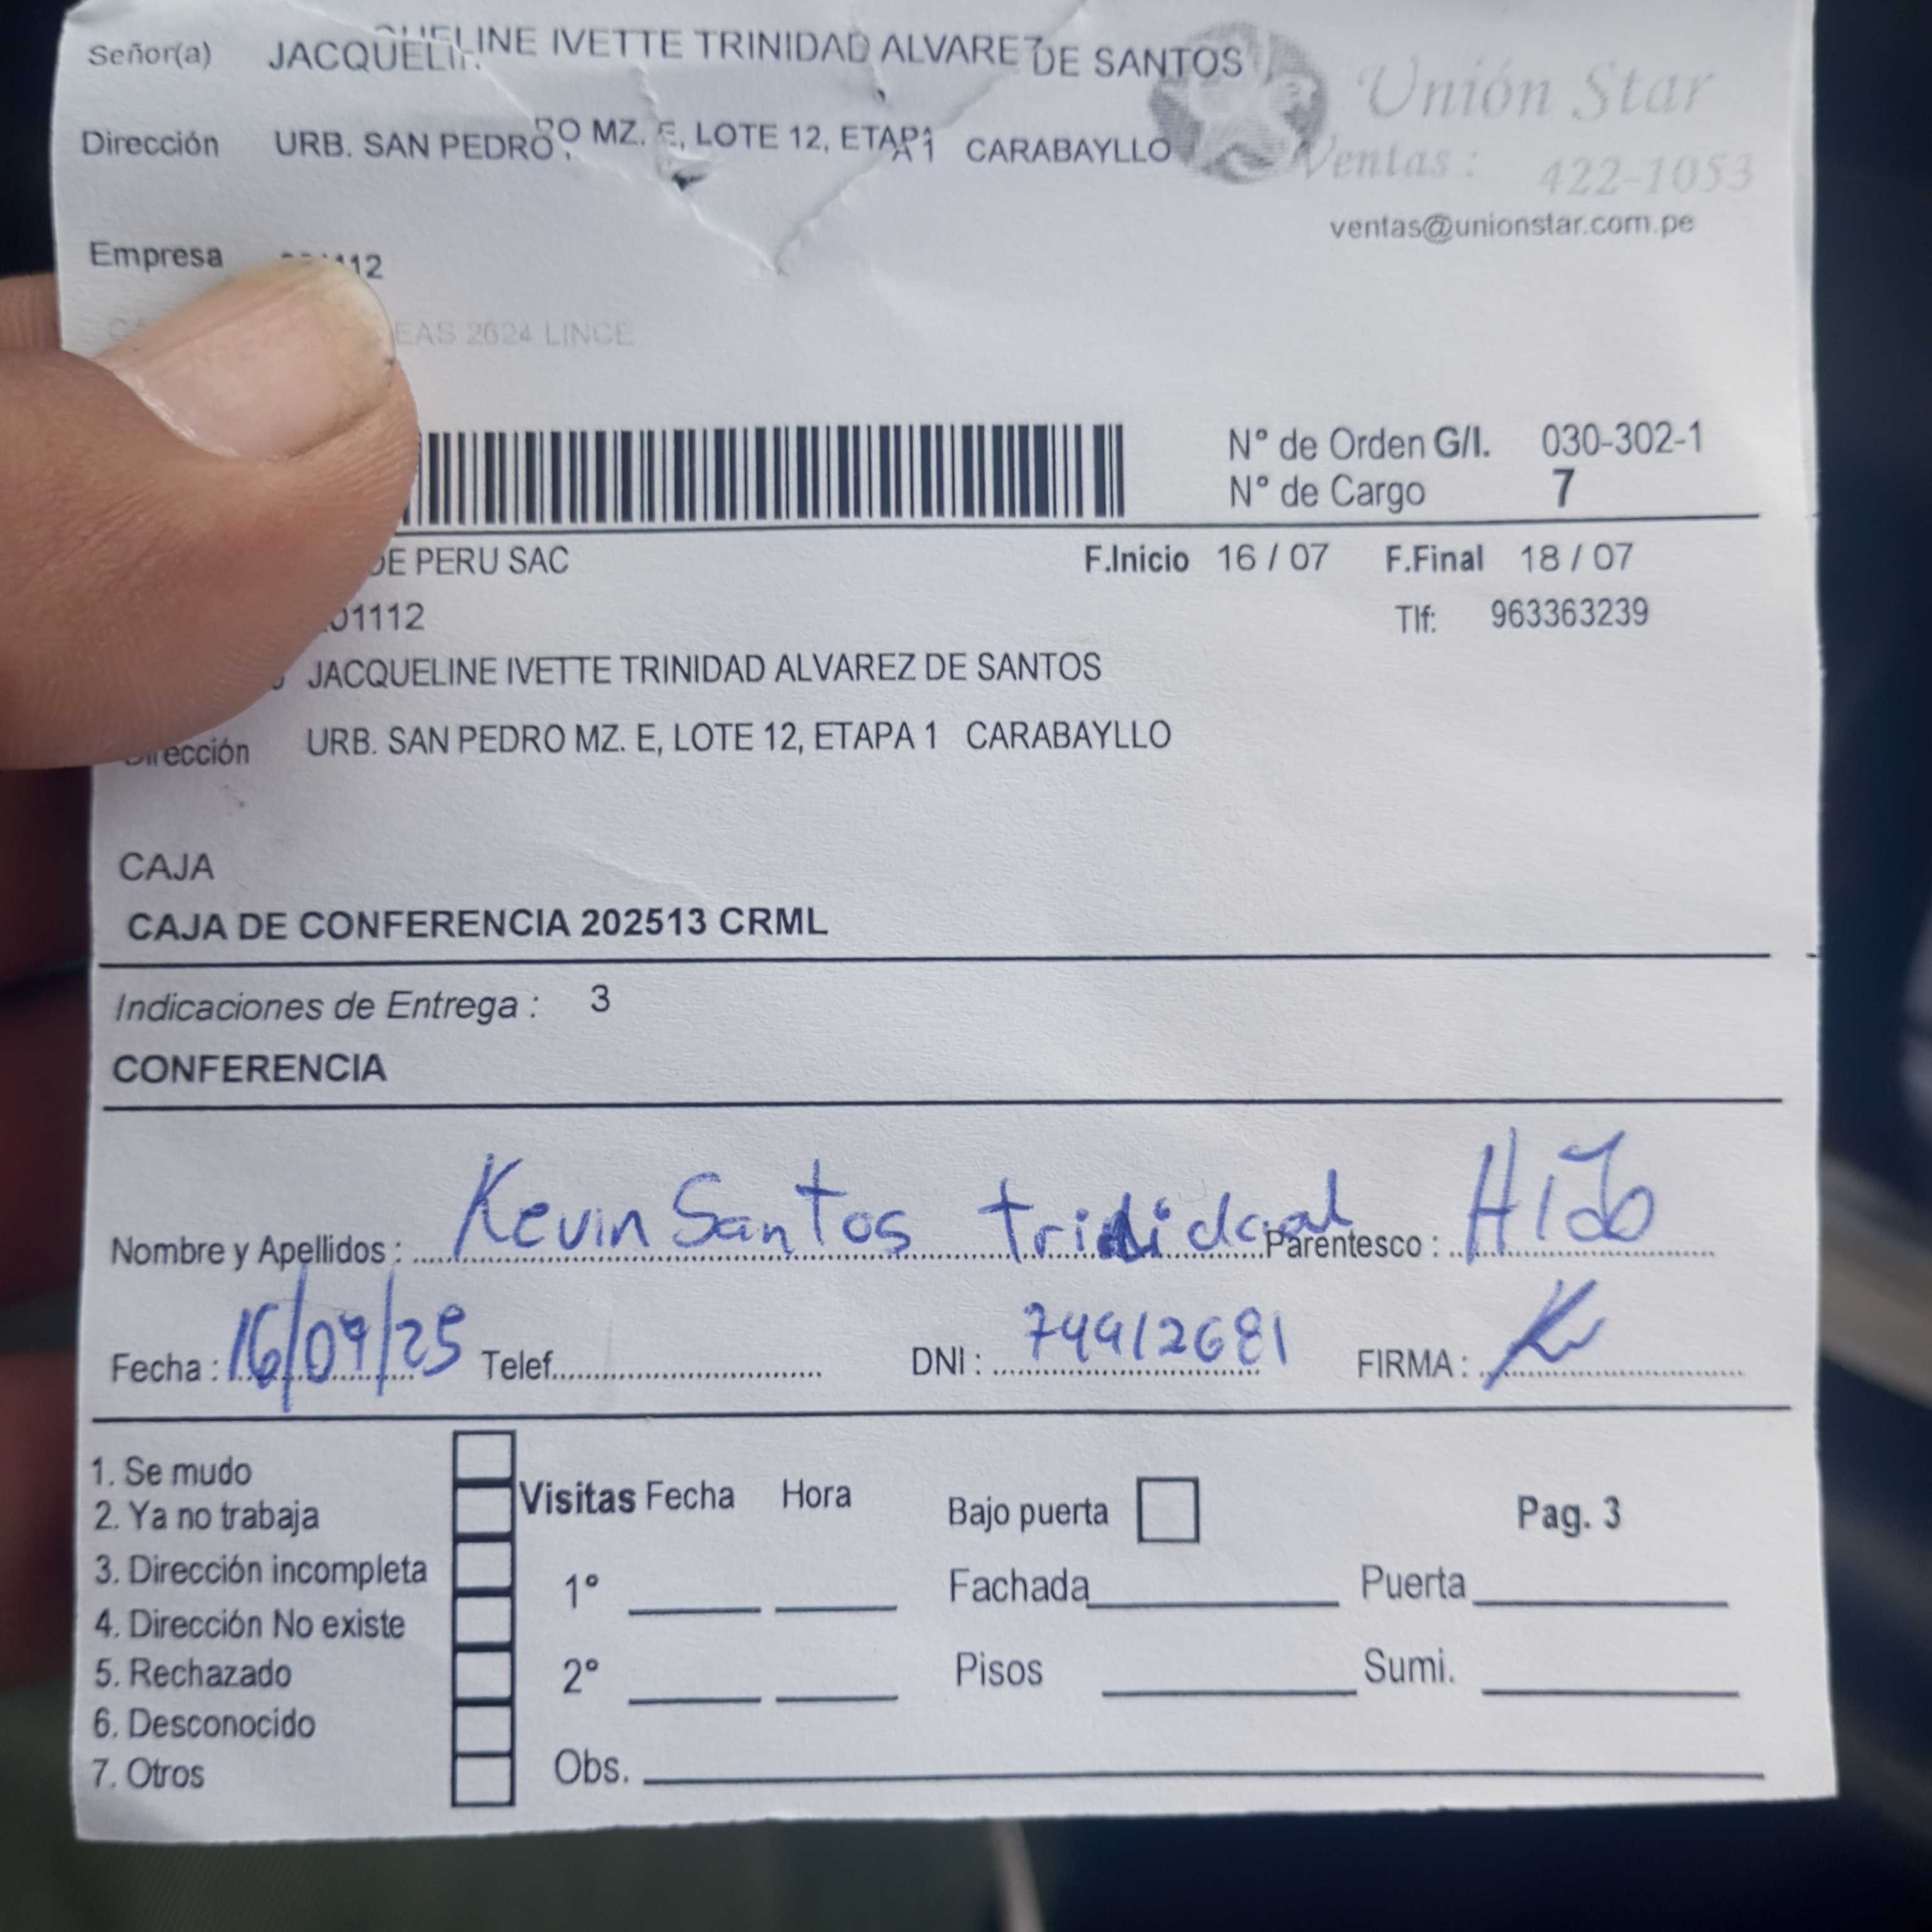 Señor(a) JACQUELINE IVETTE TRINIDAD ALVAREZ DE SANTOS
Unión Star
Dirección URB. SAN PEDRO MZ. E, LOTE 12, ETAPA 1 CARABAYLLO
Ventas : 422-1053
ventas@unionstar.com.pe
Empresa 112
EAS 2624 LINCE
N° de Orden G/I. 030-302-1
N° de Cargo 7
DE PERU SAC F.Inicio 16 / 07 F.Final 18 / 07
01112 Tlf: 963363239
JACQUELINE IVETTE TRINIDAD ALVAREZ DE SANTOS
Dirección URB. SAN PEDRO MZ. E, LOTE 12, ETAPA 1 CARABAYLLO
CAJA
CAJA DE CONFERENCIA 202513 CRML
Indicaciones de Entrega : 3
CONFERENCIA
Nombre y Apellidos : Kevin Santos trinidad Parentesco : HiJo
Fecha : 16/07/25 Telef. DNI : 74912681 FIRMA :
1. Se mudo
2. Ya no trabaja
3. Dirección incompleta
4. Dirección No existe
5. Rechazado
6. Desconocido
7. Otros
Visitas Fecha Hora
1°
2°
Obs.
Bajo puerta Pag. 3
Fachada Puerta
Pisos Sumi.